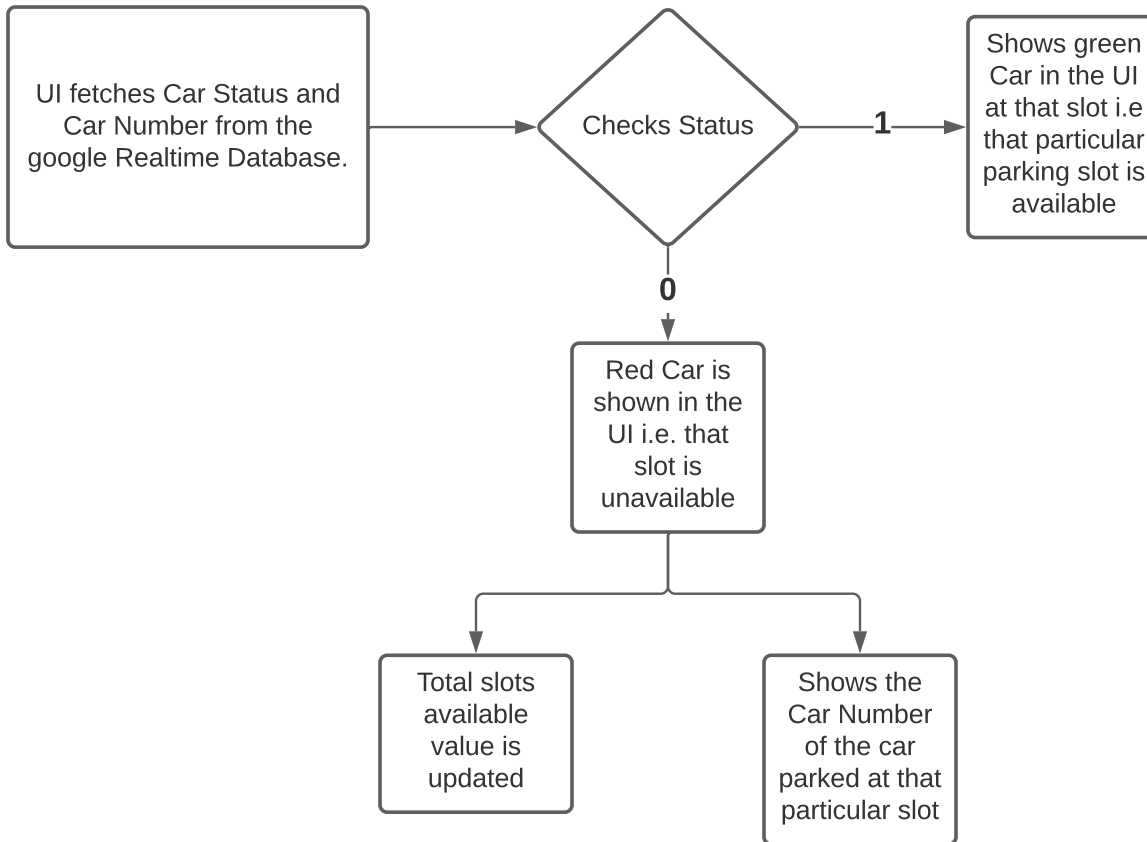 UI fetches Car Status and
Car Number from the
google Realtime Database.
Checks Status
1
Shows green
Car in the UI
at that slot i.e
that particular
parking slot is
available
0
Red Car is
shown in the
UI i.e. that
slot is
unavailable
Total slots
available
value is
updated
Shows the
Car Number
of the car
parked at that
particular slot